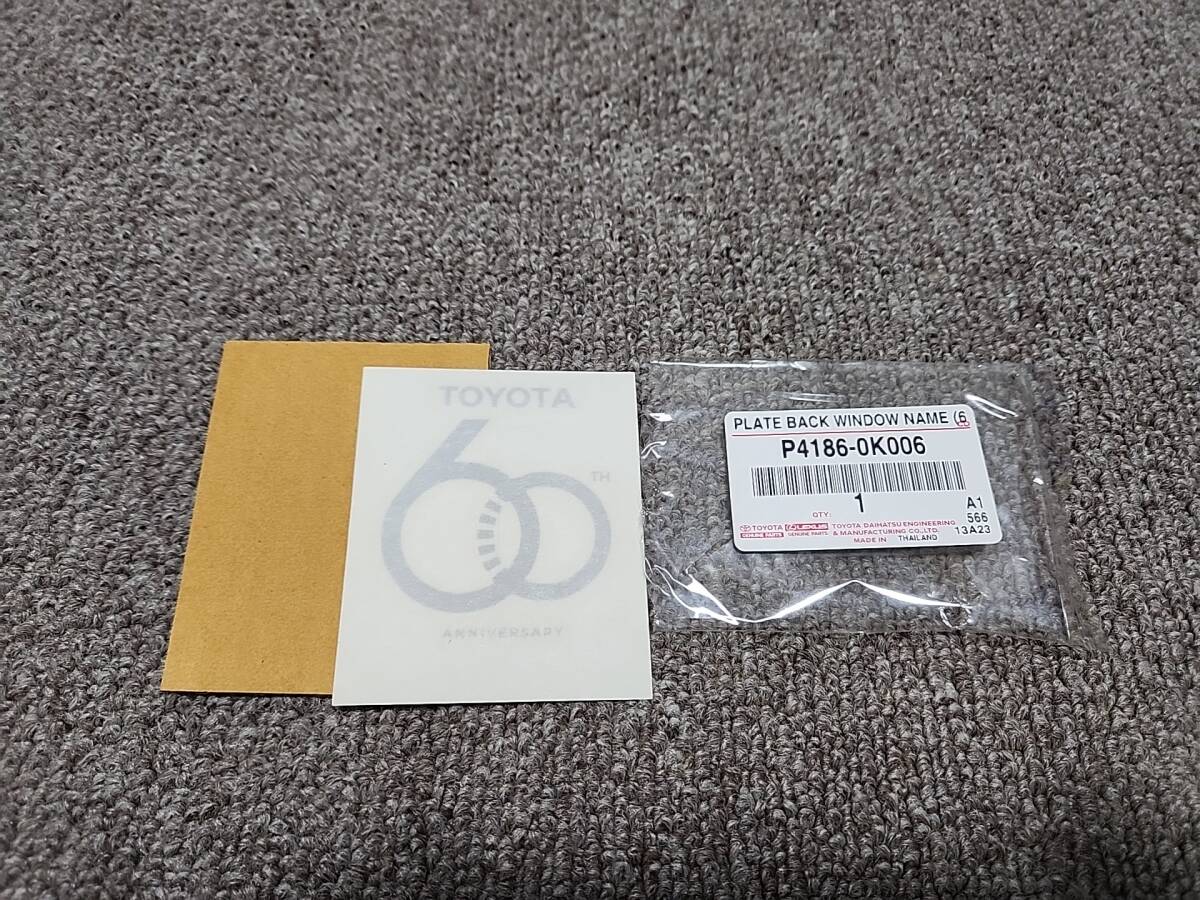 TOYOTA
60
TH
ANNIVERSARY
PLATE BACK WINDOW NAME (6
P4186-0K006
QTY: 1 A1
566
13A23
TOYOTA
GENUINE PARTS
LEXUS
GENUINE PARTS
TOYOTA DAIHATSU ENGINEERING
& MANUFACTURING CO.,LTD.
MADE IN THAILAND